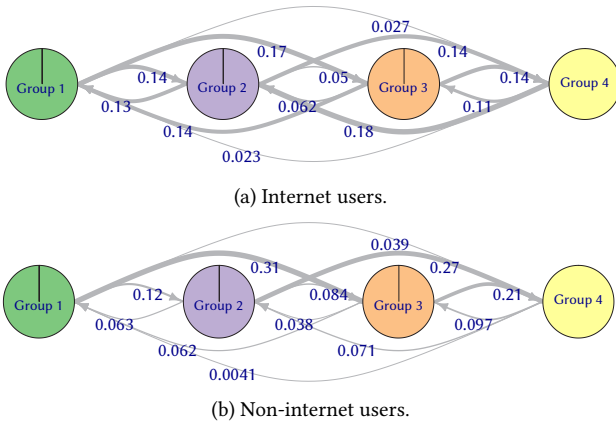 0.027
0.17
0.14
Group 1
0.14
Group 2
0.05
Group 3
0.14
Group 4
0.13
0.062
0.11
0.14
0.18
0.023
(a) Internet users.
0.039
0.31
0.27
Group 1
0.12
Group 2
0.084
Group 3
0.21
Group 4
0.063
0.038
0.097
0.062
0.071
0.0041
(b) Non-internet users.